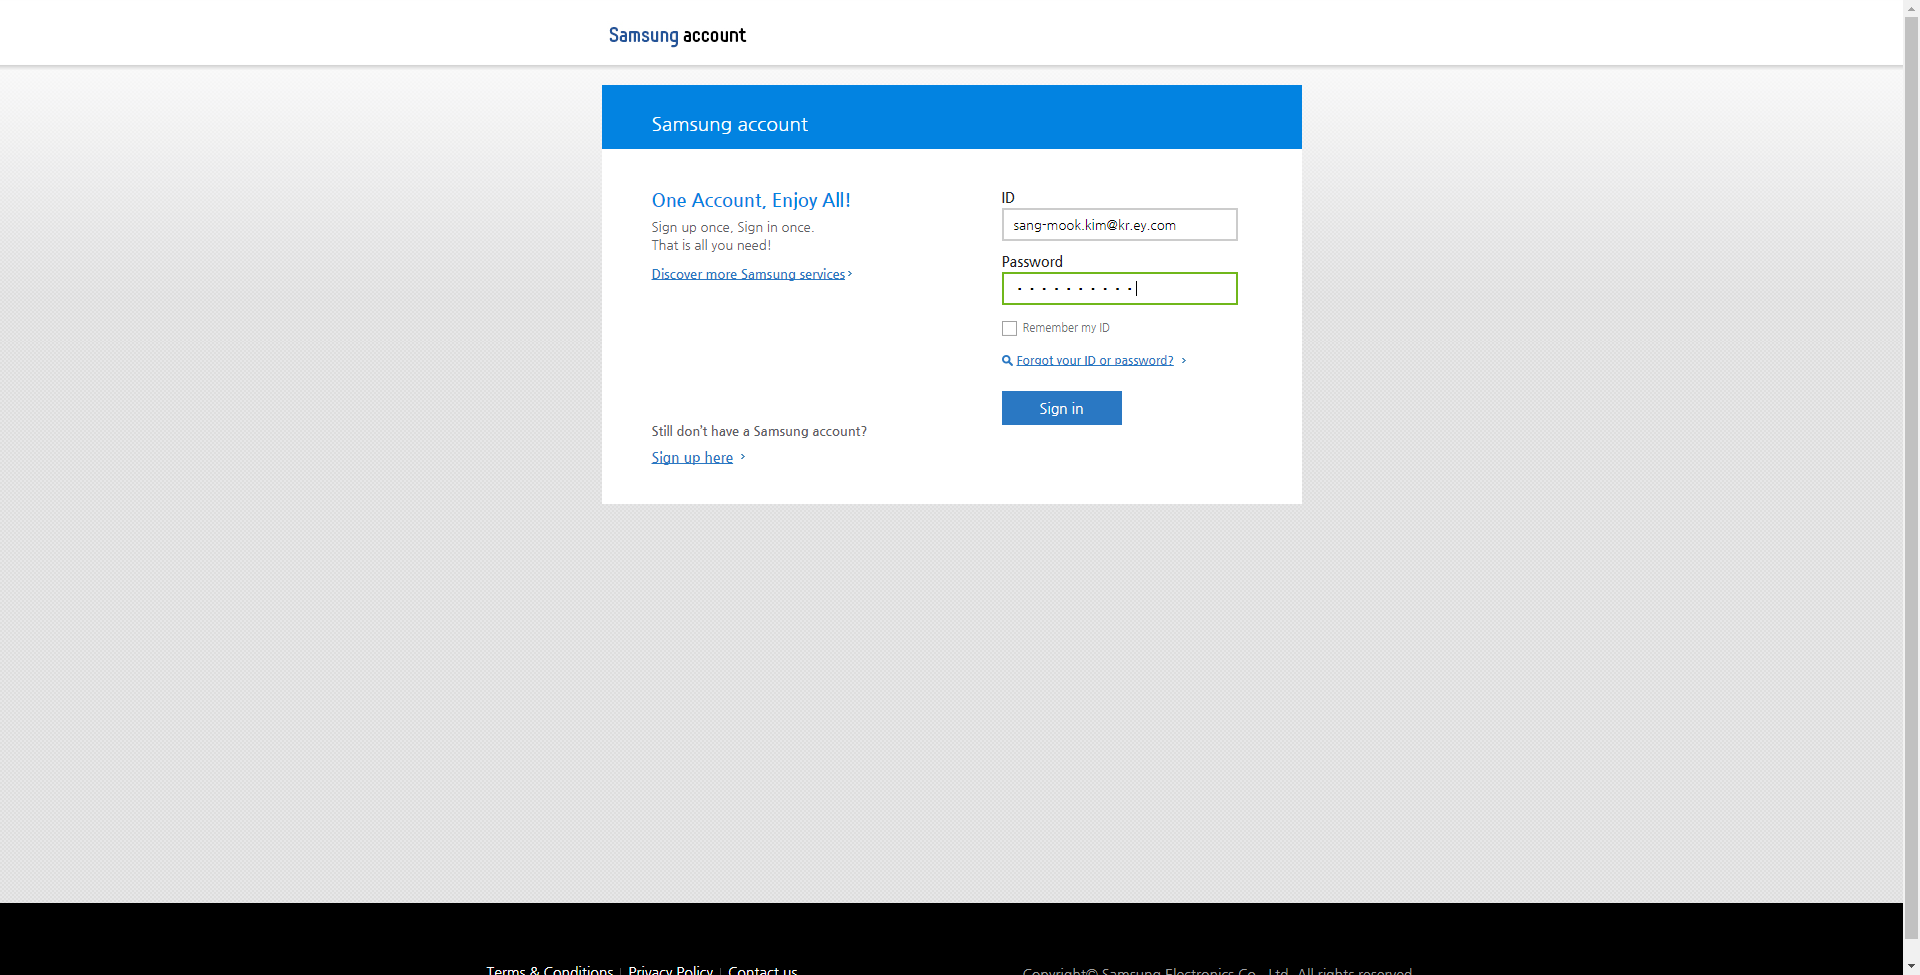 Samsung account
Samsung account
One Account, Enjoy All!
Sign up once, Sign in once.
That is all you need!
Discover more Samsung services
ID
sang-mook.kim@kr.ey.com
Password
Remember my ID
Forgot your ID or password?
Sign in
Still don't have a Samsung account?
Sign up here
Terms & Conditions | Privacy Policy | Contact us
Copyright© Samsung Electronics Co., Ltd. All rights reserved.